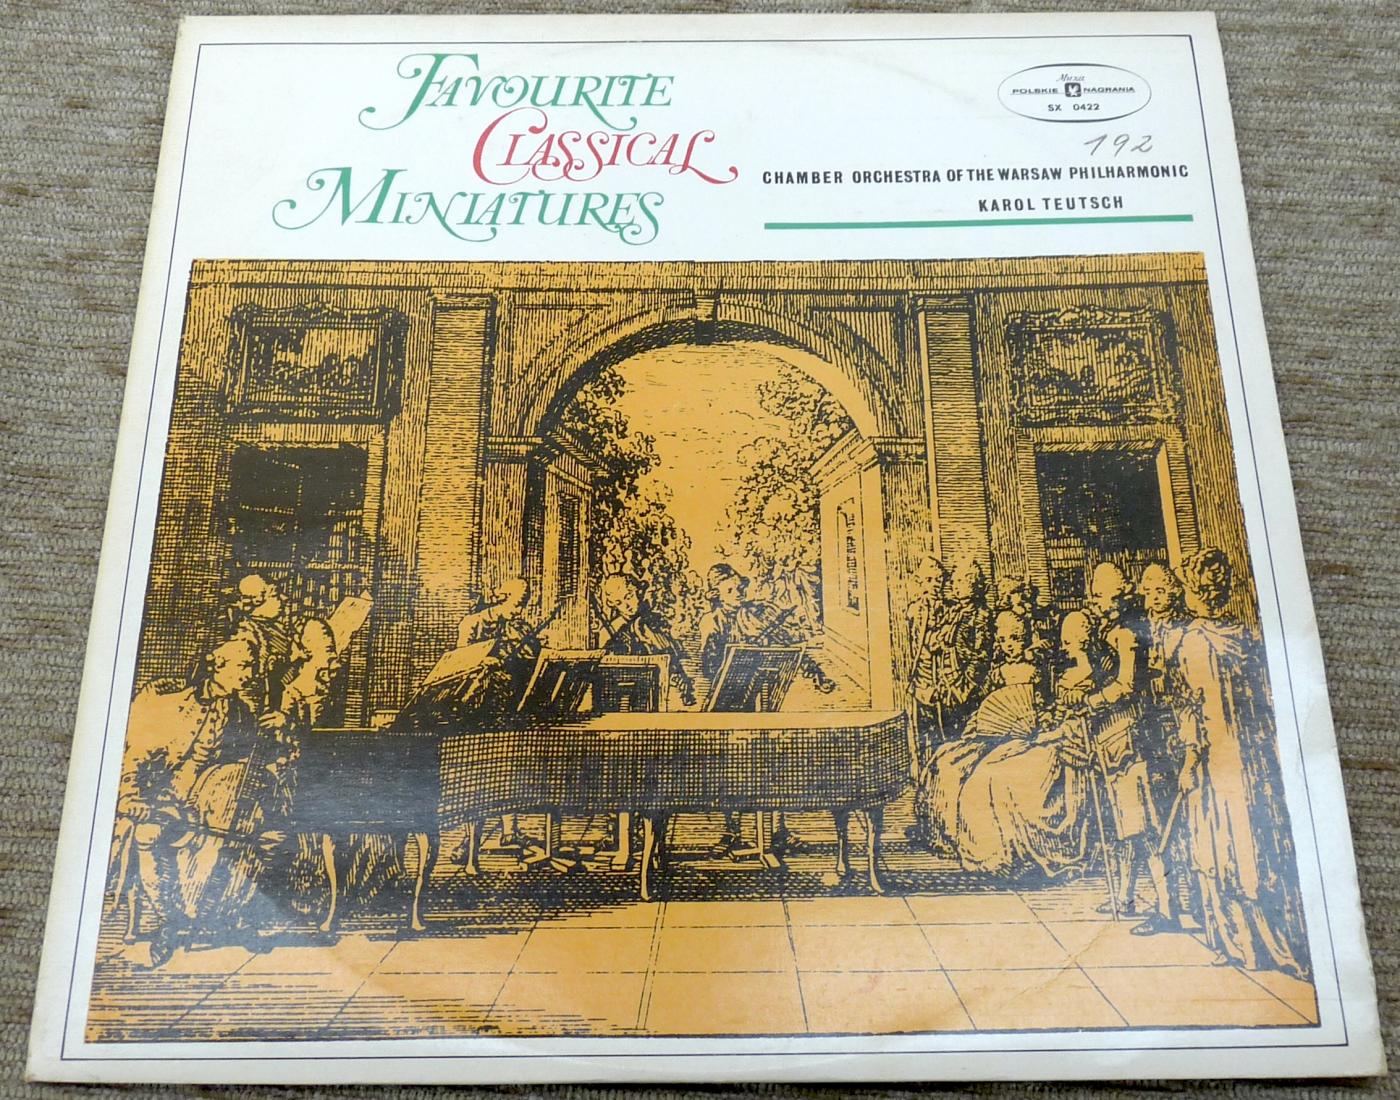 FAVOURITE
CLASSICAL
MINIATURES
Muza
POLSKIE NAGRANIA
SX 0422
192
CHAMBER ORCHESTRA OF THE WARSAW PHILHARMONIC
KAROL TEUTSCH